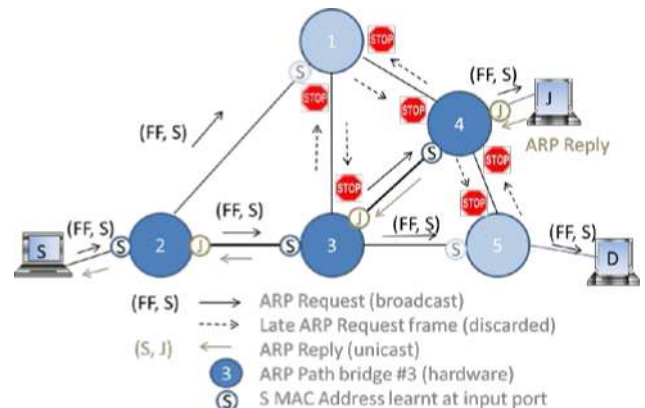 1
STOP
S
STOP
(FF, S)
STOP
STOP
4
J
J
ARP Reply
(FF, S)
S
STOP
STOP
STOP
(FF, S)
(FF, S)
J
(FF, S)
(FF, S)
S
S
2
J
S
3
S
5
D
(FF, S) ARP Request (broadcast)
Late ARP Request frame (discarded)
(S, J) ARP Reply (unicast)
3 ARP Path bridge #3 (hardware)
S S MAC Address learnt at input port